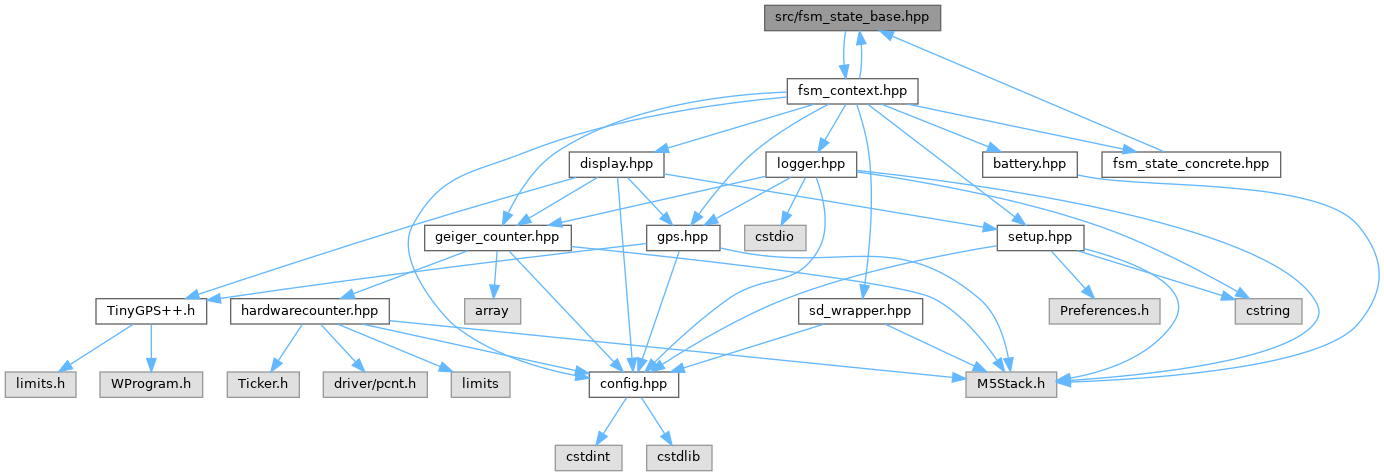 src/fsm_state_base.hpp
fsm_context.hpp
display.hpp
logger.hpp
battery.hpp
fsm_state_concrete.hpp
geiger_counter.hpp
gps.hpp
cstdio
setup.hpp
TinyGPS++.h
hardwarecounter.hpp
array
sd_wrapper.hpp
Preferences.h
cstring
limits.h
WProgram.h
Ticker.h
driver/pcnt.h
limits
config.hpp
M5Stack.h
cstdint
cstdlib